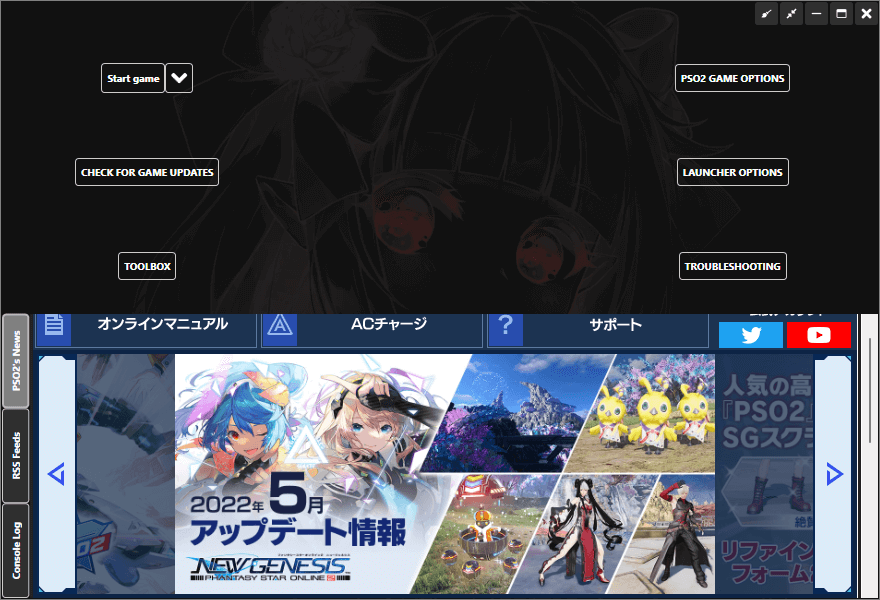 Start game
PSO2 GAME OPTIONS
CHECK FOR GAME UPDATES
LAUNCHER OPTIONS
TOOLBOX
TROUBLESHOOTING
PSO2's News
RSS Feeds
Console Log
オンラインマニュアル
ACチャージ
サポート
2022年5月
アップデート情報
NEW GENESIS
PHANTASY STAR ONLINE 2
人気の高
『PSO2』
SGスクラ
リファイン
フォーム